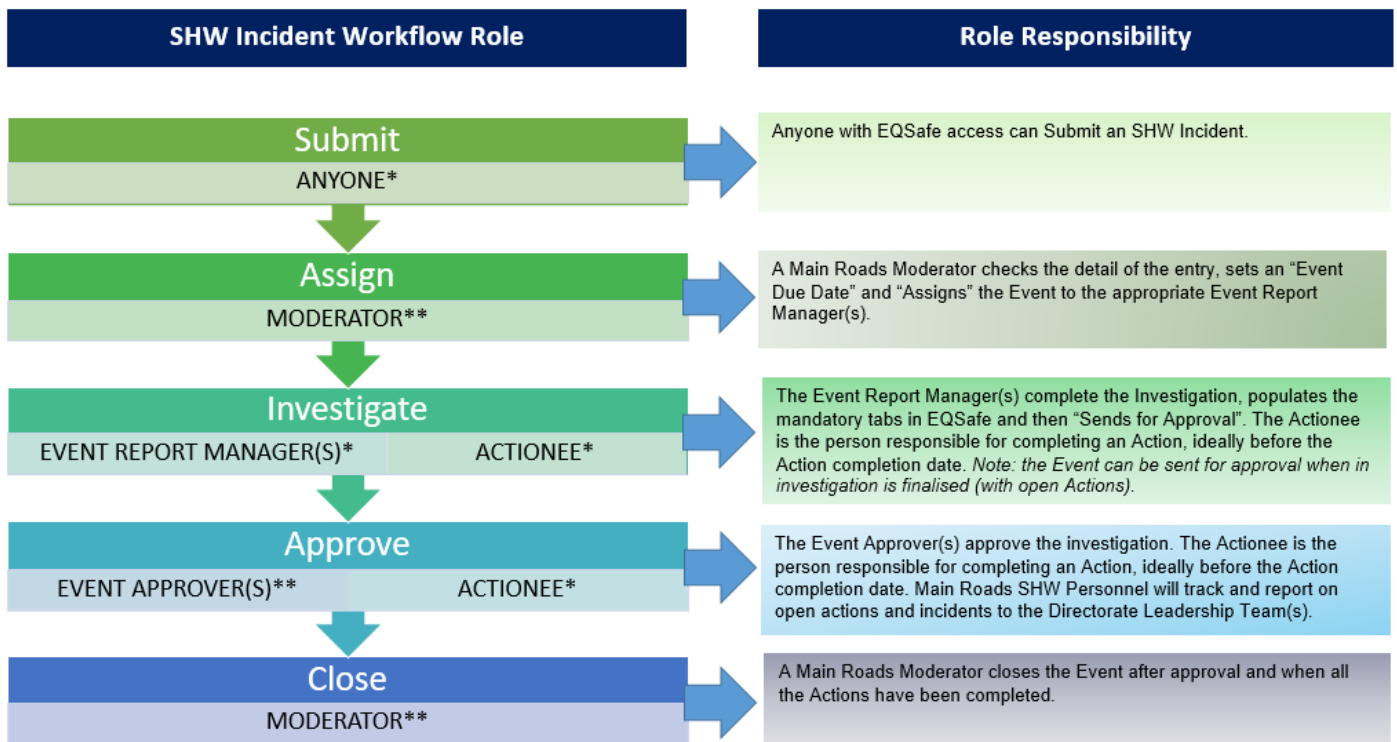 SHW Incident Workflow Role
Role Responsibility
Submit
ANYONE*
Anyone with EQSafe access can Submit an SHW Incident.
Assign
MODERATOR**
A Main Roads Moderator checks the detail of the entry, sets an “Event
Due Date” and “Assigns” the Event to the appropriate Event Report
Manager(s).
Investigate
EVENT REPORT MANAGER(S)*
ACTIONEE*
The Event Report Manager(s) complete the Investigation, populates the
mandatory tabs in EQSafe and then “Sends for Approval”. The Actionee
is the person responsible for completing an Action, ideally before the
Action completion date. Note: the Event can be sent for approval when in
investigation is finalised (with open Actions).
Approve
EVENT APPROVER(S)**
ACTIONEE*
The Event Approver(s) approve the investigation. The Actionee is the
person responsible for completing an Action, ideally before the Action
completion date. Main Roads SHW Personnel will track and report on
open actions and incidents to the Directorate Leadership Team(s).
Close
MODERATOR**
A Main Roads Moderator closes the Event after approval and when all
the Actions have been completed.